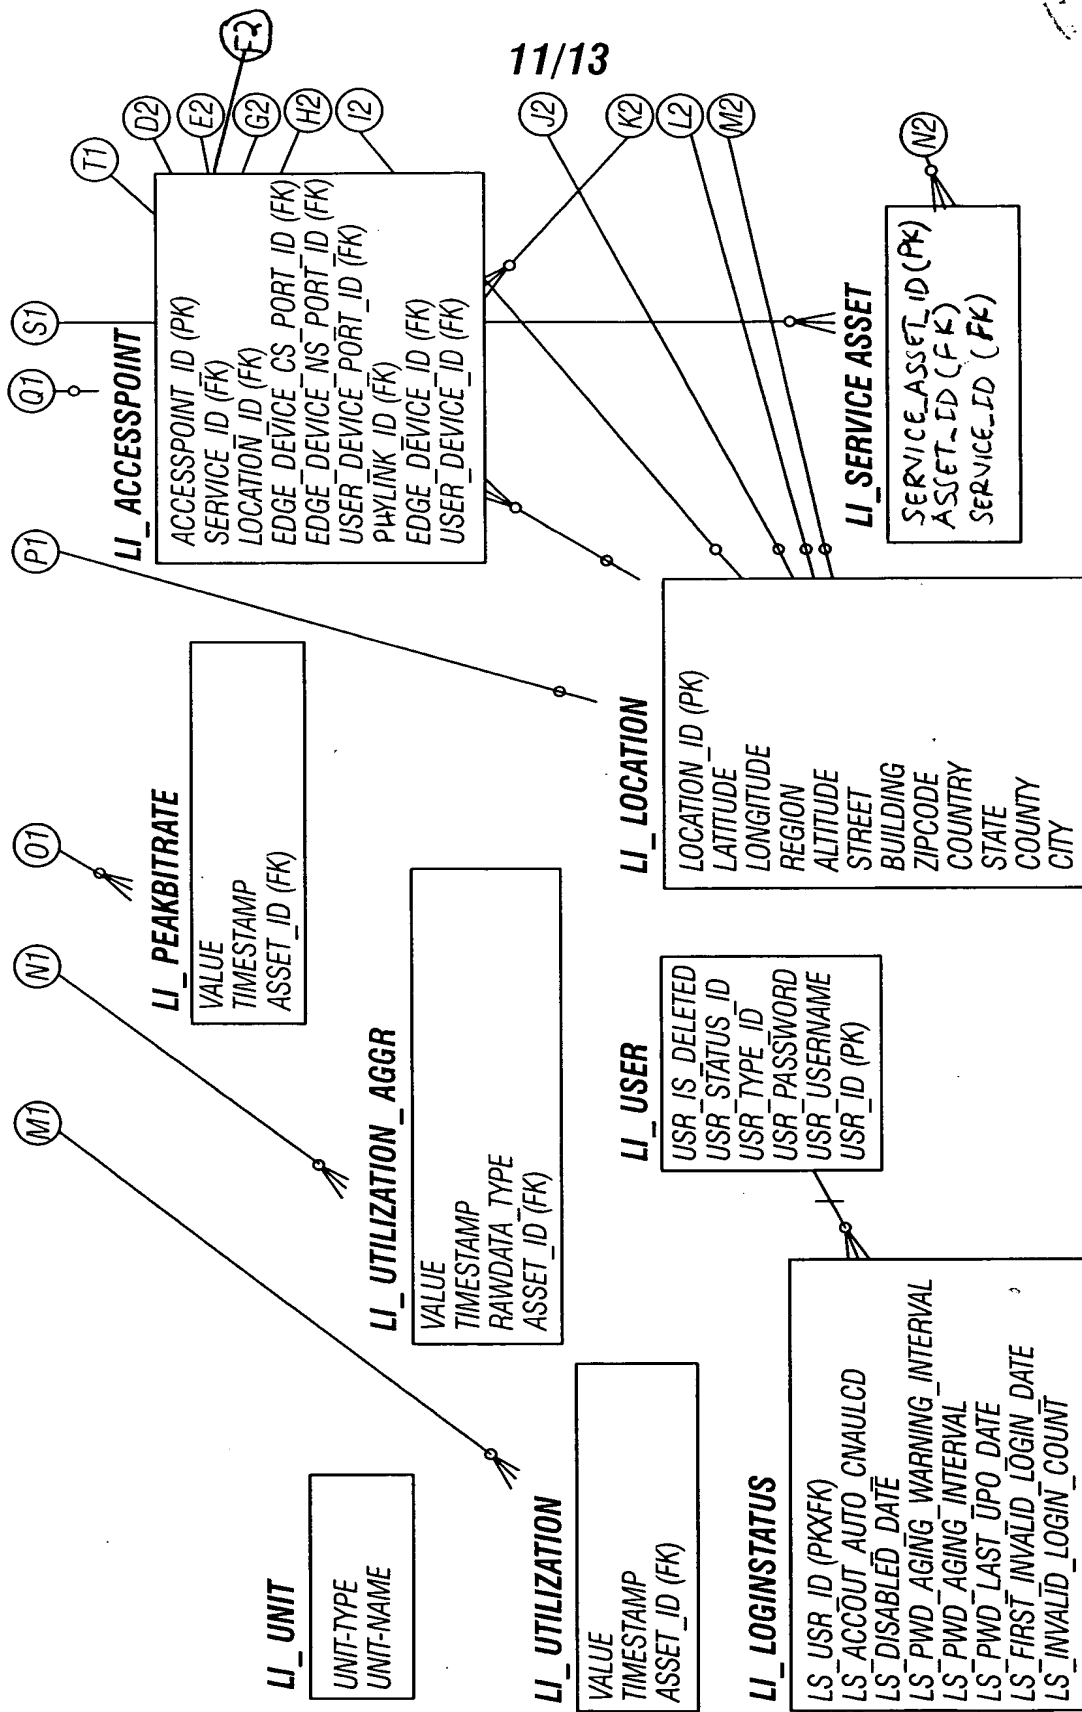 11/13
M1
N1
O1
P1
Q1
S1
T1
D2
E2
F2
G2
H2
I2
J2
K2
L2
M2
N2
LI_UNIT
UNIT-TYPE
UNIT-NAME
LI_UTILIZATION
VALUE
TIMESTAMP
ASSET_ID (FK)
LI_UTILIZATION_AGGR
VALUE
TIMESTAMP
RAWDATA_TYPE
ASSET_ID (FK)
LI_PEAKBITRATE
VALUE
TIMESTAMP
ASSET_ID (FK)
LI_ACCESSPOINT
ACCESSPOINT_ID (PK)
SERVICE_ID (FK)
LOCATION_ID (FK)
EDGE_DEVICE_CS_PORT_ID (FK)
EDGE_DEVICE_NS_PORT_ID (FK)
USER_DEVICE_PORT_ID (FK)
PHYLINK_ID (FK)
EDGE_DEVICE_ID (FK)
USER_DEVICE_ID (FK)
LI_LOGINSTATUS
LS_USR_ID (PKXFK)
LS_ACCOUT_AUTO_CNAULCD
LS_DISABLED_DATE
LS_PWD_AGING_WARNING_INTERVAL
LS_PWD_AGING_INTERVAL
LS_PWD_LAST_UPO_DATE
LS_FIRST_INVALID_LOGIN_DATE
LS_INVALID_LOGIN_COUNT
LI_USER
USR_IS_DELETED
USR_STATUS_ID
USR_TYPE_ID
USR_PASSWORD
USR_USERNAME
USR_ID (PK)
LI_LOCATION
LOCATION_ID (PK)
LATITUDE
LONGITUDE
REGION
ALTITUDE
STREET
BUILDING
ZIPCODE
COUNTRY
STATE
COUNTY
CITY
LI_SERVICE ASSET
SERVICE_ASSET_ID (PK)
ASSET_ID (FK)
SERVICE_ID (FK)